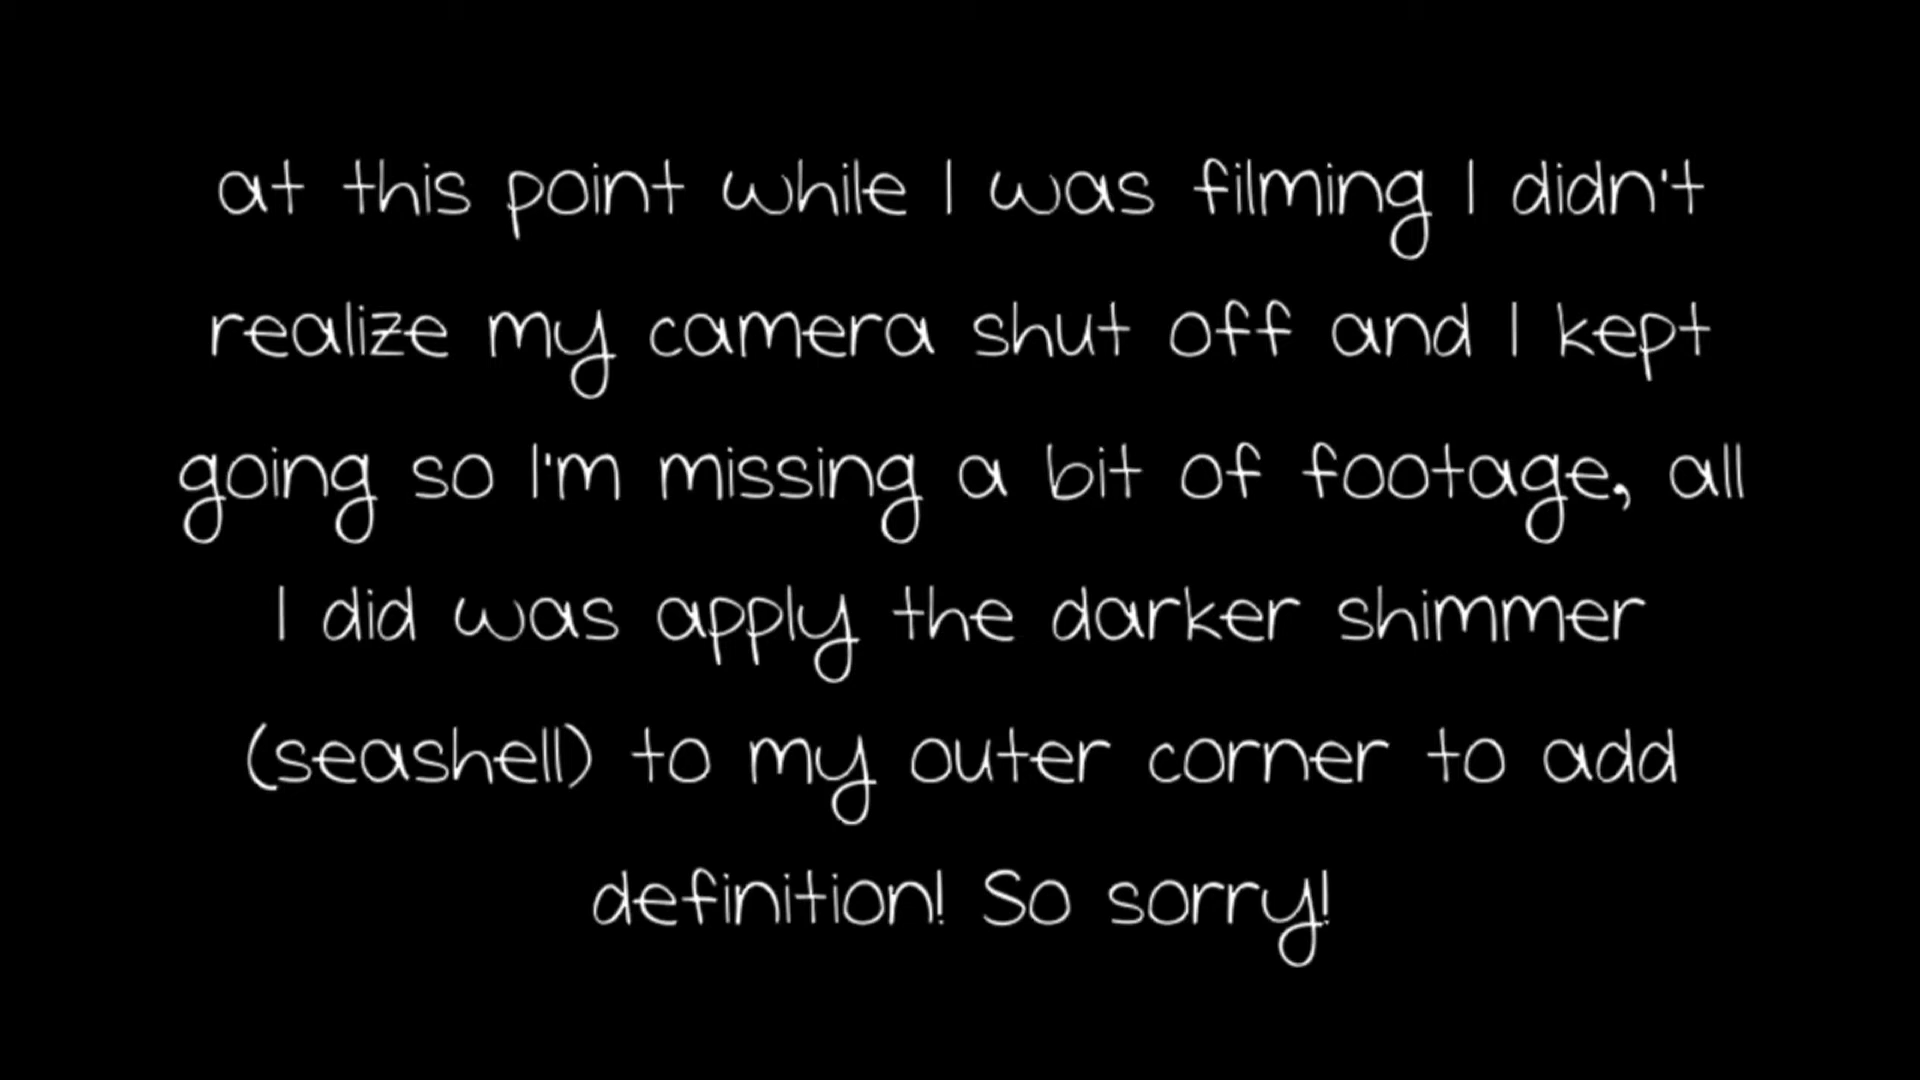 at this point while I was filming I didn't
realize my camera shut off and I kept
going so I'm missing a bit of footage, all
I did was apply the darker shimmer
(seashell) to my outer corner to add
definition! So sorry!